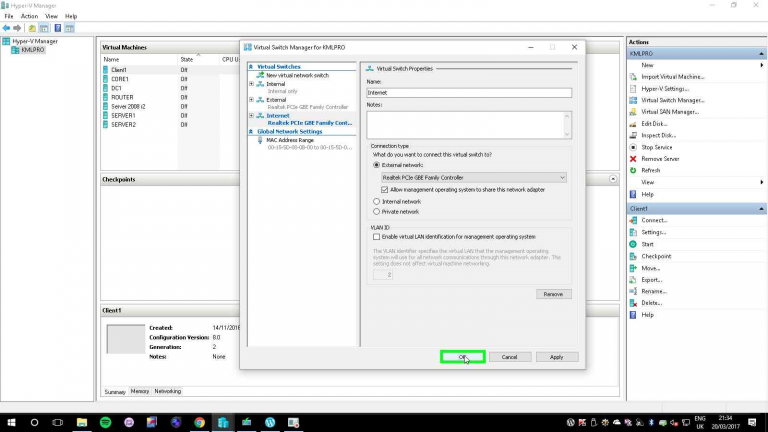 Hyper-V Manager
File Action View Help
Hyper-V Manager
KMLPRO
Virtual Machines
Name State CPU U
Client1 Off
CORE1 Off
DC1 Off
ROUTER Off
Server 2008 r2 Off
SERVER1 Off
SERVER2 Off
Checkpoints
Client1
Created: 14/11/2016
Configuration Version: 8.0
Generation: 2
Notes: None
Summary Memory Networking
Virtual Switch Manager for KMLPRO
Virtual Switches
New virtual network switch
Internal
Internal only
External
Realtek PCIe GBE Family Controller
Internet
Realtek PCIe GBE Family Cont...
Global Network Settings
MAC Address Range
00-15-5D-00-08-00 to 00-15-5D-0...
Virtual Switch Properties
Name:
Internet
Notes:
Connection type
What do you want to connect this virtual switch to?
External network:
Realtek PCIe GBE Family Controller
Allow management operating system to share this network adapter
Internal network
Private network
VLAN ID
Enable virtual LAN identification for management operating system
The VLAN identifier specifies the virtual LAN that the management operating
system will use for all network communications through this network adapter. This
setting does not affect virtual machine networking.
2
Remove
OK Cancel Apply
Actions
KMLPRO
New
Import Virtual Machine...
Hyper-V Settings...
Virtual Switch Manager...
Virtual SAN Manager...
Edit Disk...
Inspect Disk...
Stop Service
Remove Server
Refresh
View
Help
Client1
Connect...
Settings...
Start
Checkpoint
Move...
Export...
Rename...
Delete...
Help
ENG
UK
21:34
20/03/2017